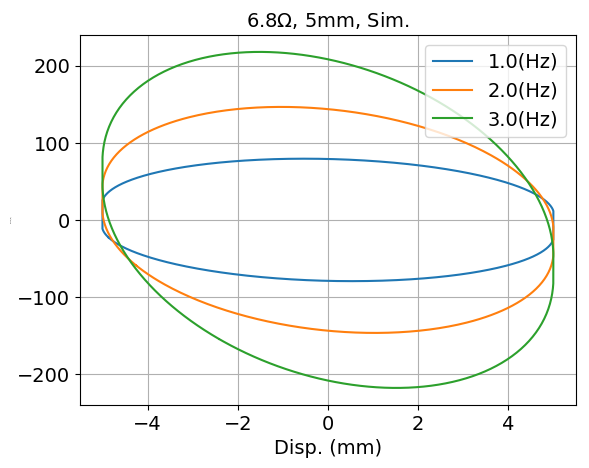 6.8Ω, 5mm, Sim.
1.0(Hz)
2.0(Hz)
3.0(Hz)
200
100
0
−100
−200
−4 −2 0 2 4
Disp. (mm)